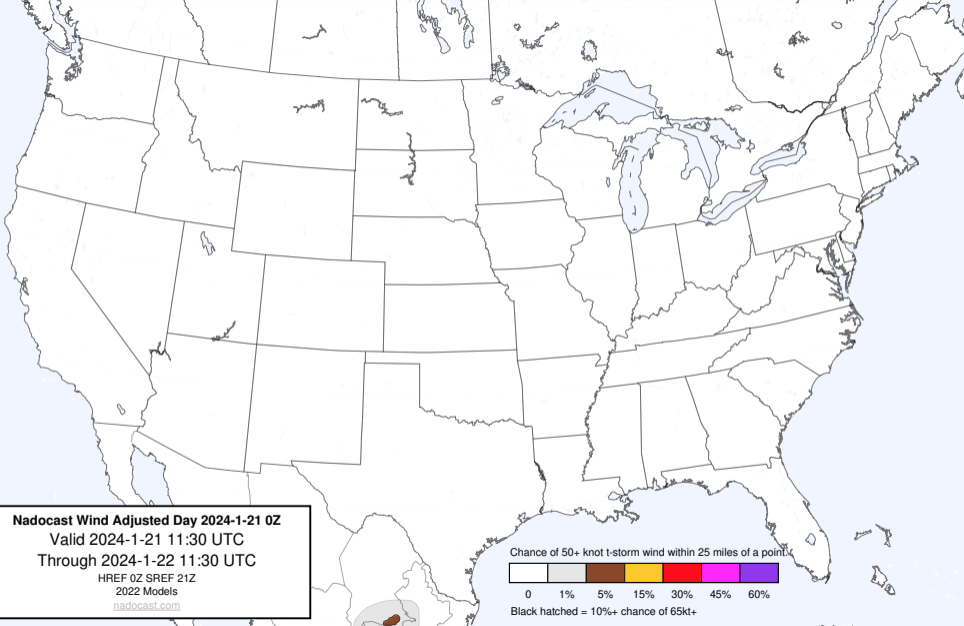 Nadocast Wind Adjusted Day 2024-1-21 0Z
Valid 2024-1-21 11:30 UTC
Through 2024-1-22 11:30 UTC
HREF 0Z SREF 21Z
2022 Models
nadocast.com
Chance of 50+ knot t-storm wind within 25 miles of a point.
0 1% 5% 15% 30% 45% 60%
Black hatched = 10%+ chance of 65kt+